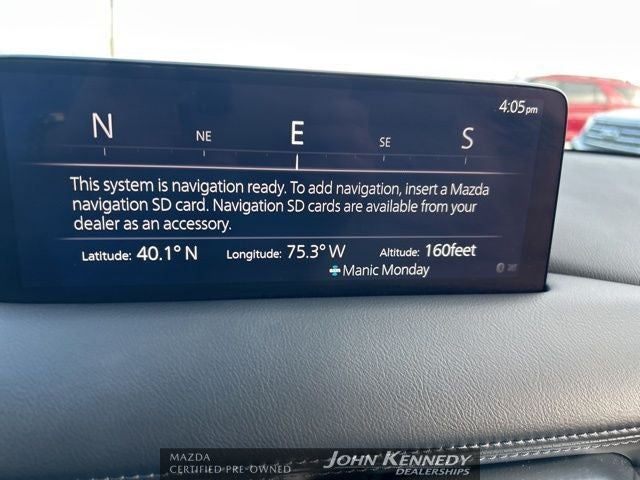 4:05pm
N NE E SE S
This system is navigation ready. To add navigation, insert a Mazda
navigation SD card. Navigation SD cards are available from your
dealer as an accessory.
Latitude: 40.1° N Longitude: 75.3° W Altitude: 160feet
Manic Monday
MAZDA
CERTIFIED PRE-OWNED
JOHN KENNEDY
DEALERSHIPS